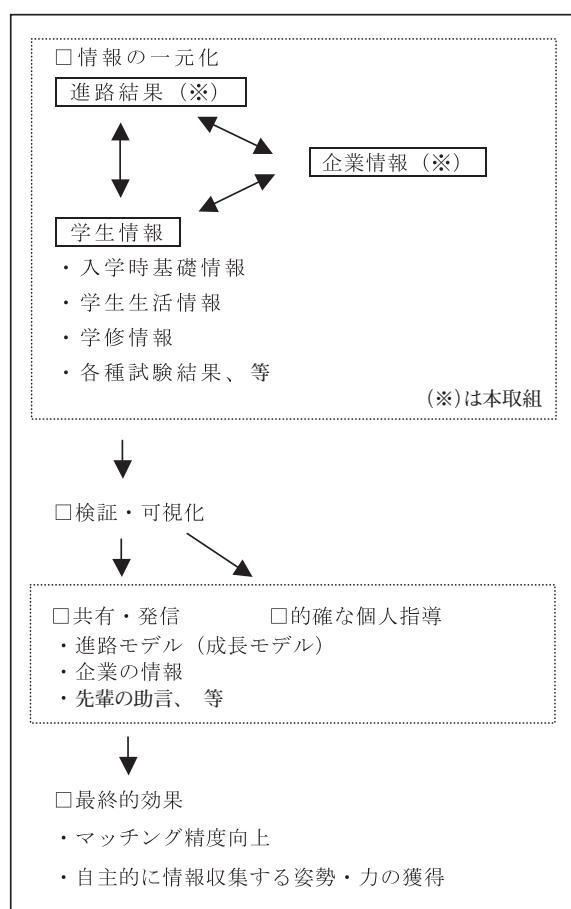 □情報の一元化
進路結果（※）
企業情報（※）
学生情報
・入学時基礎情報
・学生生活情報
・学修情報
・各種試験結果、等
（※）は本取組
□検証・可視化
□共有・発信　□的確な個人指導
・進路モデル（成長モデル）
・企業の情報
・先輩の助言、 等
□最終的効果
・マッチング精度向上
・自主的に情報収集する姿勢・力の獲得